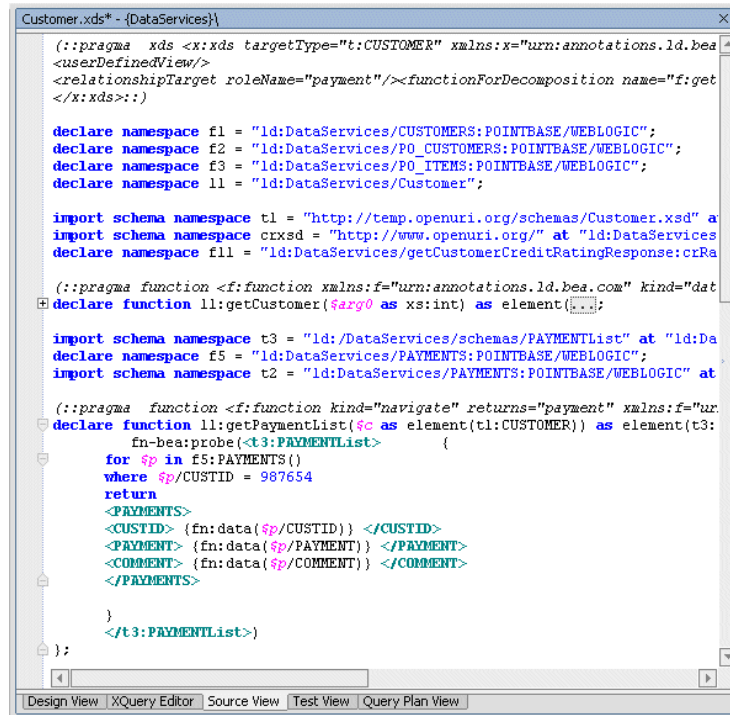 Customer.xds* - {DataServices}\
(::pragma  xds <x:xds targetType="t:CUSTOMER" xmlns:x="urn:annotations.ld.bea
<userDefinedView/>
<relationshipTarget roleName="payment"/><functionForDecomposition name="f:get
</x:xds>::)
declare namespace f1 = "ld:DataServices/CUSTOMERS:POINTBASE/WEBLOGIC";
declare namespace f2 = "ld:DataServices/PO_CUSTOMERS:POINTBASE/WEBLOGIC";
declare namespace f3 = "ld:DataServices/PO_ITEMS:POINTBASE/WEBLOGIC";
declare namespace l1 = "ld:DataServices/Customer";
import schema namespace t1 = "http://temp.openuri.org/schemas/Customer.xsd" a
import schema namespace crxsd = "http://www.openuri.org/" at "ld:DataServices
declare namespace f11 = "ld:DataServices/getCustomerCreditRatingResponse:crRa
(::pragma function <f:function xmlns:f="urn:annotations.ld.bea.com" kind="dat
declare function l1:getCustomer($arg0 as xs:int) as element(...;
import schema namespace t3 = "ld:/DataServices/schemas/PAYMENTList" at "ld:Da
declare namespace f5 = "ld:DataServices/PAYMENTS:POINTBASE/WEBLOGIC";
import schema namespace t2 = "ld:DataServices/PAYMENTS:POINTBASE/WEBLOGIC" at
(::pragma  function <f:function kind="navigate" returns="payment" xmlns:f="ur
declare function l1:getPaymentList($c as element(t1:CUSTOMER)) as element(t3:
fn-bea:probe(<t3:PAYMENTList>       {
for $p in f5:PAYMENTS()
where $p/CUSTID = 987654
return
<PAYMENTS>
<CUSTID> {fn:data($p/CUSTID)} </CUSTID>
<PAYMENT> {fn:data($p/PAYMENT)} </PAYMENT>
<COMMENT> {fn:data($p/COMMENT)} </COMMENT>
</PAYMENTS>
}
</t3:PAYMENTList>)
};
Design View XQuery Editor Source View Test View Query Plan View